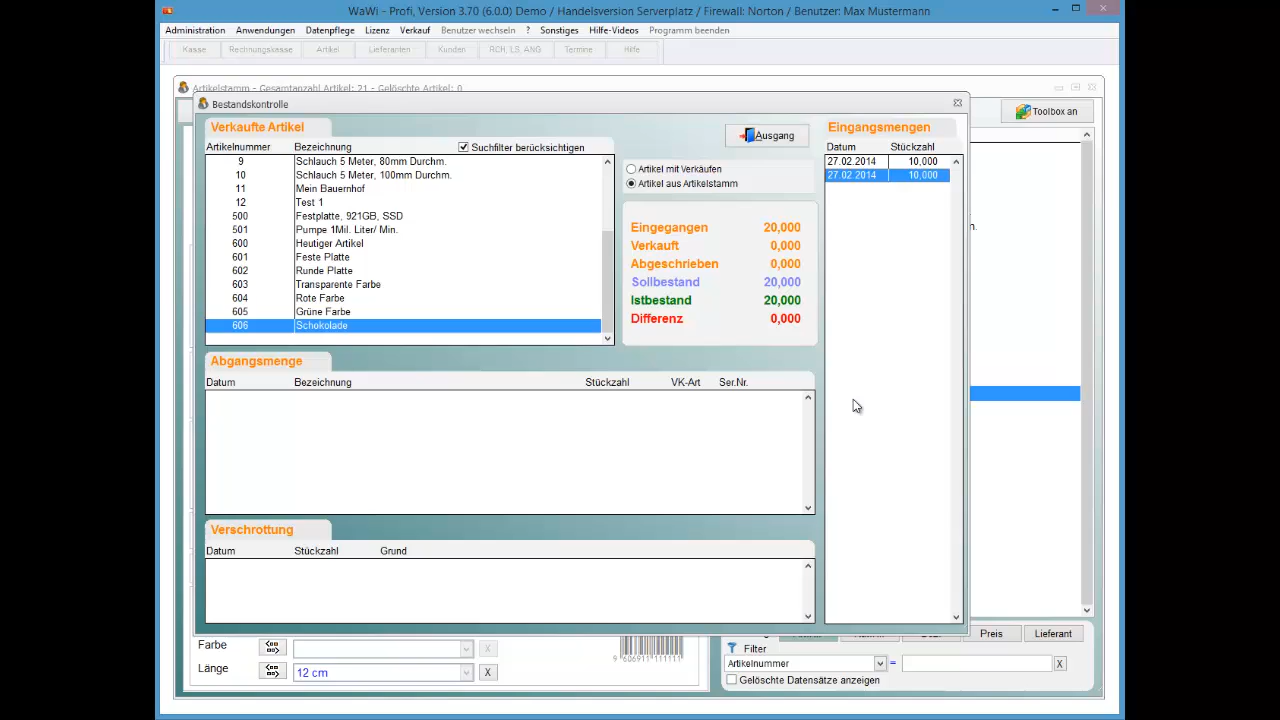 WaWi - Profi, Version 3.70 (6.0.0) Demo / Handelsversion Serverplatz / Firewall: Norton / Benutzer: Max Mustermann
Administration Anwendungen Datenpflege Lizenz Verkauf Benutzer wechseln ? Sonstiges Hilfe-Videos Programm beenden
Kasse Rechnungskasse Artikel Lieferanten Kunden RCH, LS, ANG Termine Hilfe
Artikelstamm - Gesamtanzahl Artikel: 21 - Gelöschte Artikel: 0
Bestandskontrolle
Toolbox an
Verkaufte Artikel
Ausgang
Eingangsmengen
Artikelnummer Bezeichnung Suchfilter berücksichtigen
Datum Stückzahl
9 Schlauch 5 Meter, 80mm Durchm.
10 Schlauch 5 Meter, 100mm Durchm.
11 Mein Bauernhof
12 Test 1
500 Festplatte, 921GB, SSD
501 Pumpe 1Mil. Liter/ Min.
600 Heutiger Artikel
601 Feste Platte
602 Runde Platte
603 Transparente Farbe
604 Rote Farbe
605 Grüne Farbe
606 Schokolade
Artikel mit Verkäufen
Artikel aus Artikelstamm
27.02.2014 10,000
27.02.2014 10,000
Eingegangen 20,000
Verkauft 0,000
Abgeschrieben 0,000
Sollbestand 20,000
Istbestand 20,000
Differenz 0,000
Abgangsmenge
Datum Bezeichnung Stückzahl VK-Art Ser.Nr.
Verschrottung
Datum Stückzahl Grund
Farbe
X
Länge
12 cm
X
9 606911 111111
Preis
Lieferant
Filter
Artikelnummer = X
Gelöschte Datensätze anzeigen